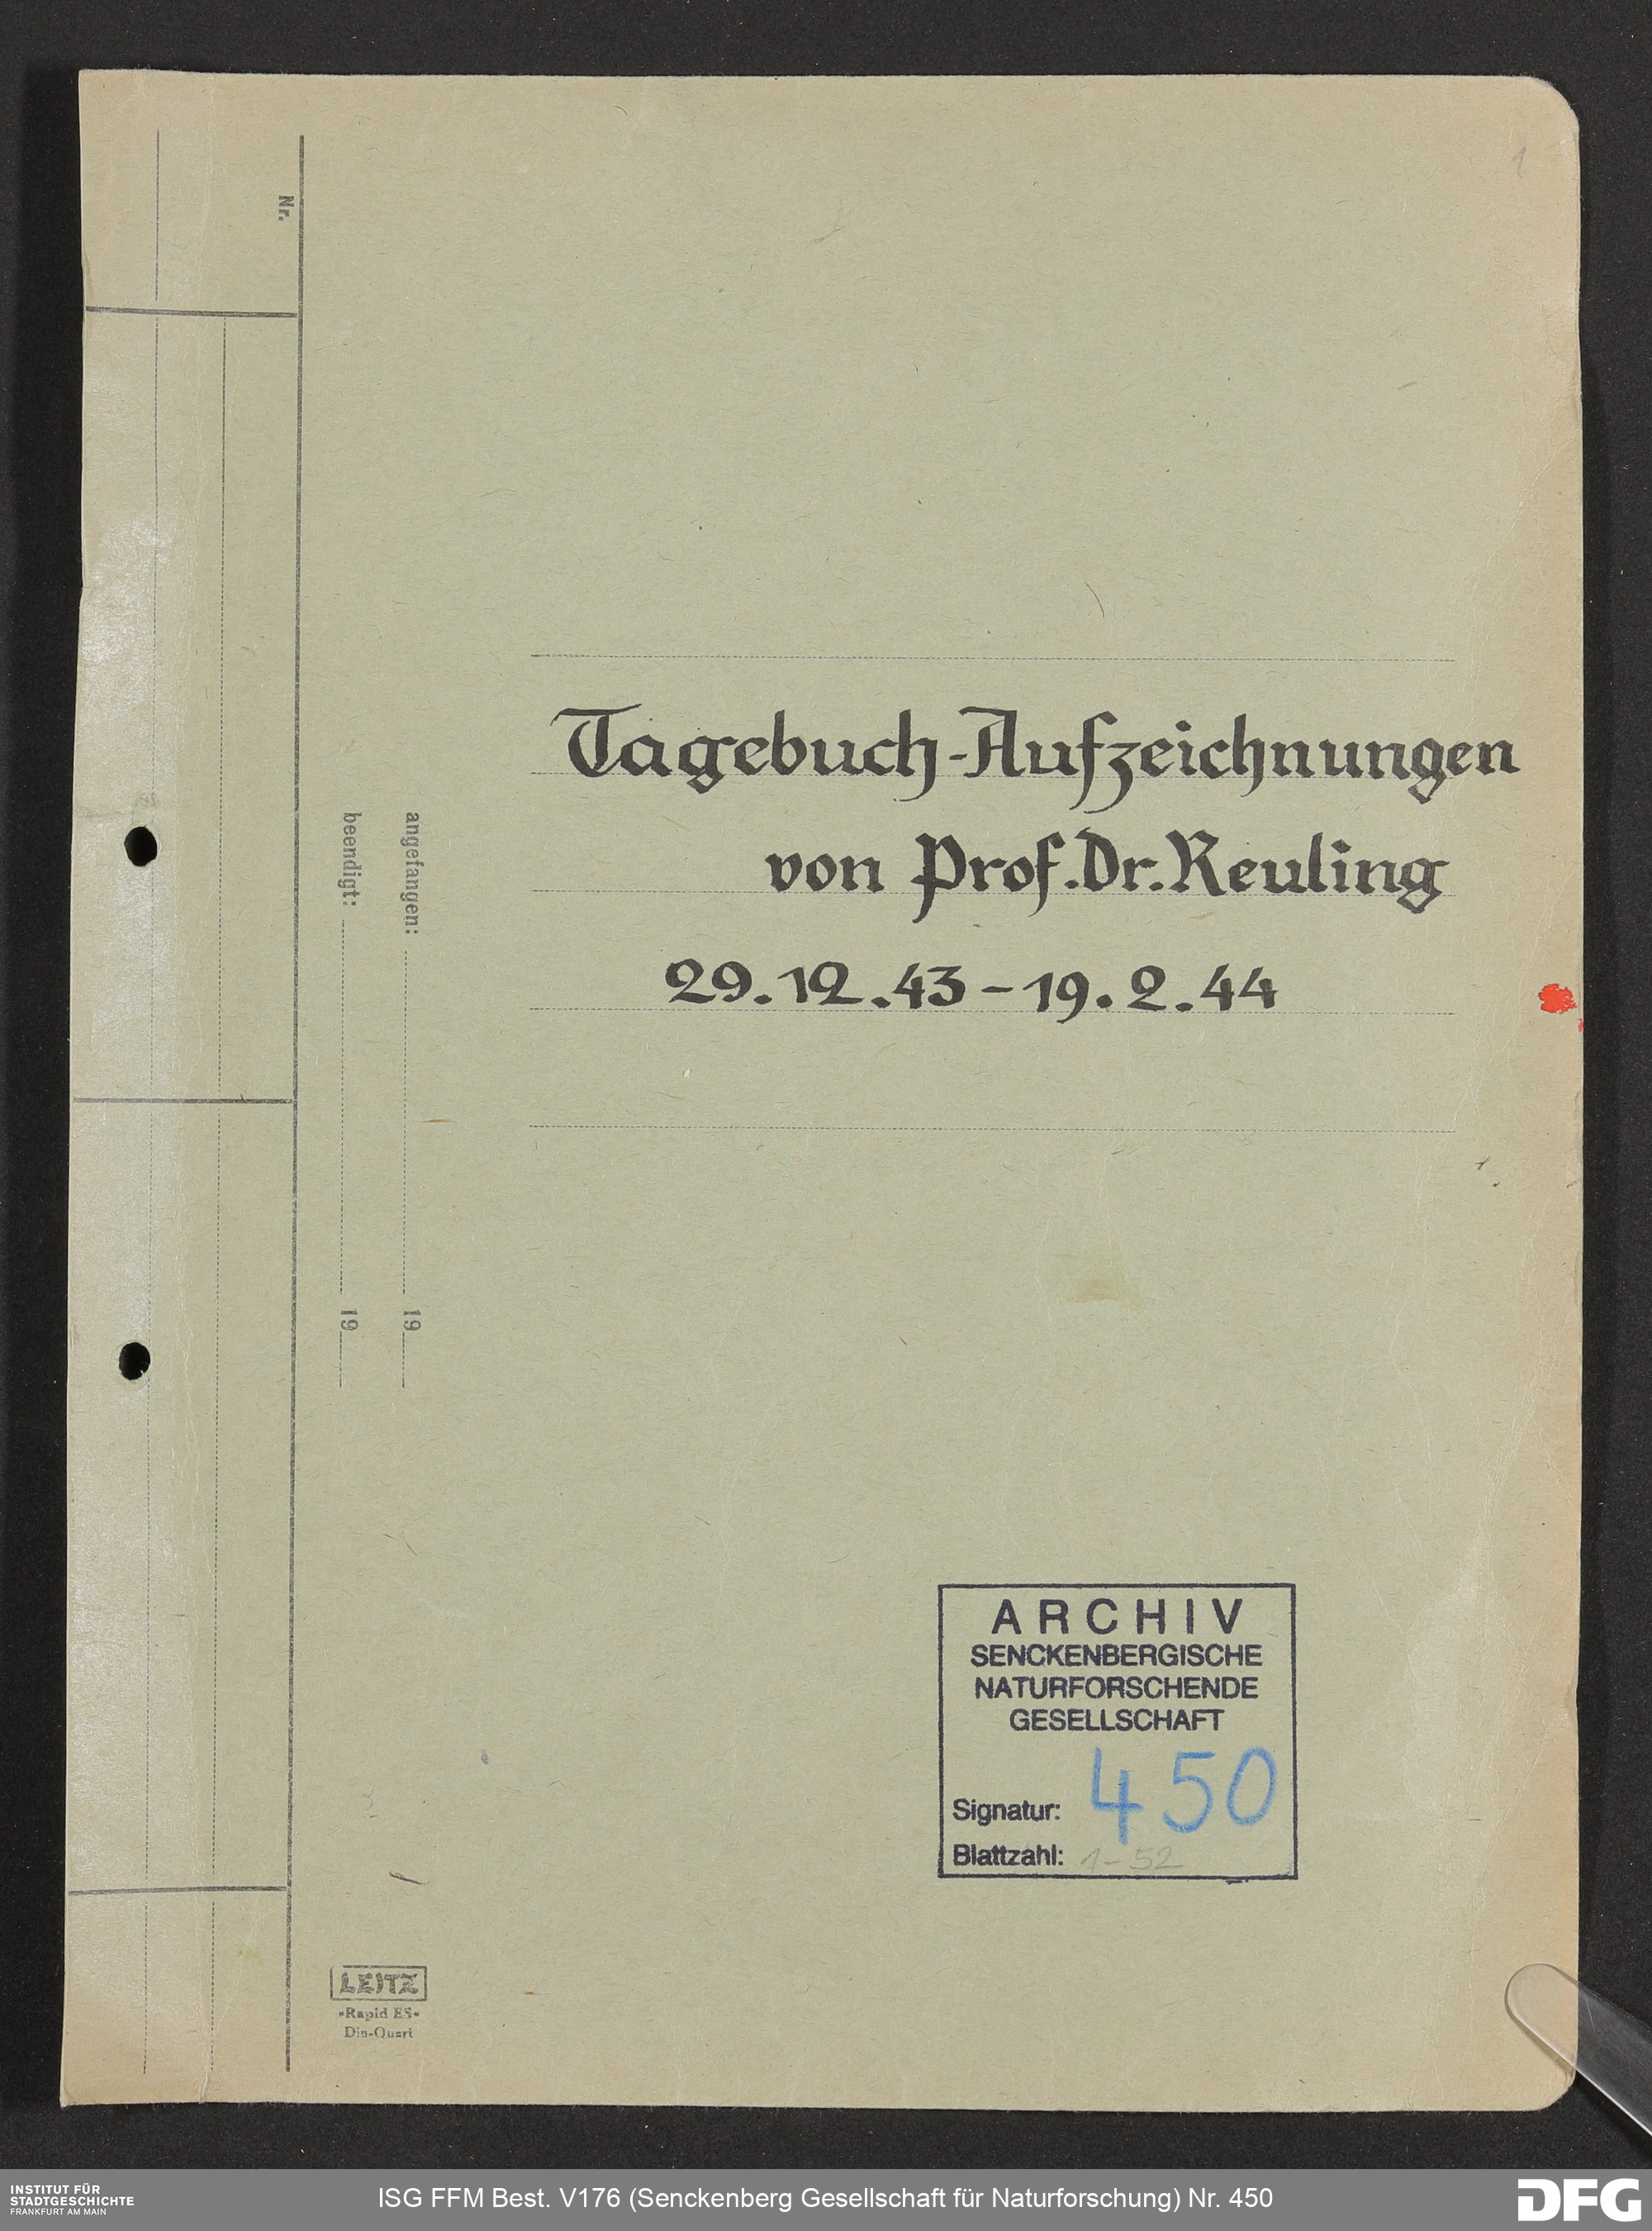 1
Nr.
Tagebuch-Aufzeichnungen
von Prof. Dr. Reuling
29.12.43-19.2.44
angefangen: 19
beendigt: 19
ARCHIV
SENCKENBERGISCHE
NATURFORSCHENDE
GESELLSCHAFT
Signatur: 450
Blattzahl: 1-52
LEITZ
"Rapid ES"
Din-Quart
INSTITUT FÜR
STADTGESCHICHTE
FRANKFURT AM MAIN
ISG FFM Best. V176 (Senckenberg Gesellschaft für Naturforschung) Nr. 450
DFG